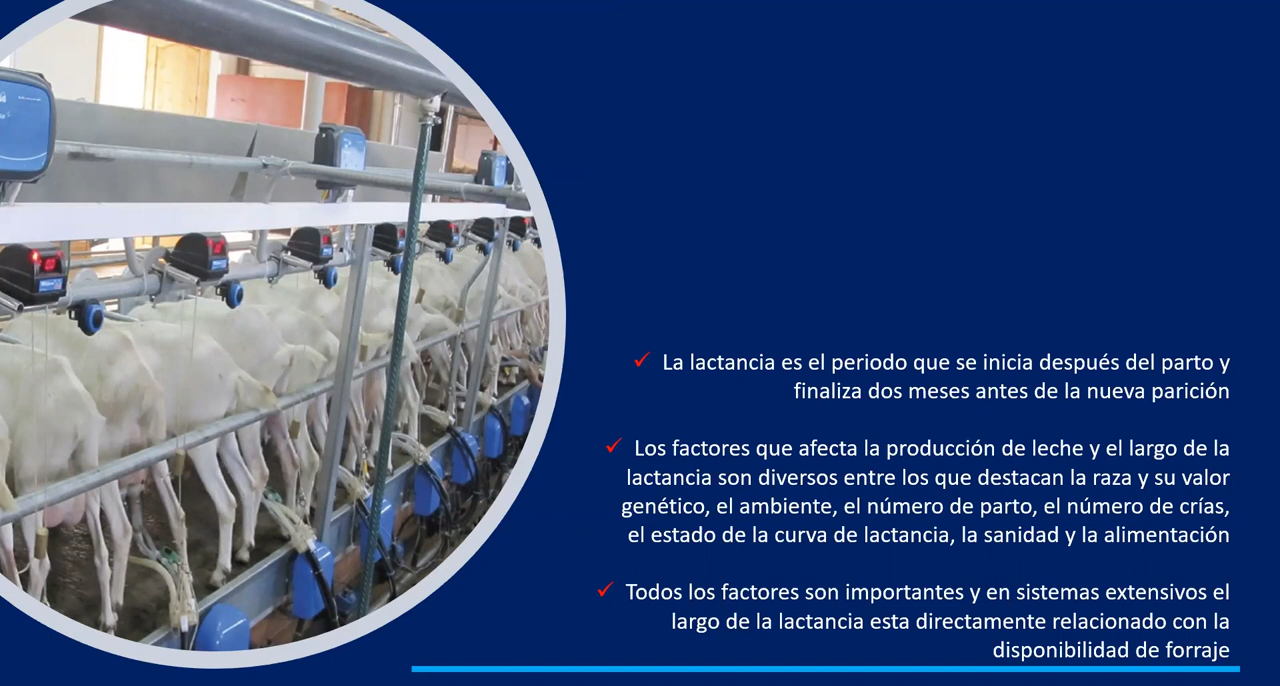 ✓ La lactancia es el periodo que se inicia después del parto y
finaliza dos meses antes de la nueva parición
✓ Los factores que afecta la producción de leche y el largo de la
lactancia son diversos entre los que destacan la raza y su valor
genético, el ambiente, el número de parto, el número de crías,
el estado de la curva de lactancia, la sanidad y la alimentación
✓ Todos los factores son importantes y en sistemas extensivos el
largo de la lactancia esta directamente relacionado con la
disponibilidad de forraje